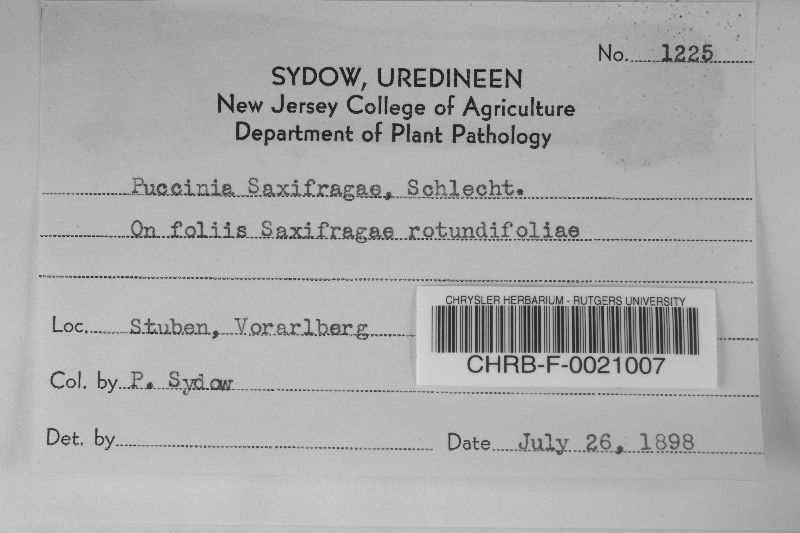 No. 1225
SYDOW, UREDINEEN
New Jersey College of Agriculture
Department of Plant Pathology
Puccinia Saxifragae, Schlecht.
On foliis Saxifragae rotundifoliae
CHRYSLER HERBARIUM - RUTGERS UNIVERSITY
CHRB-F-0021007
Loc. Stuben, Vorarlberg
Col. by P. Sydow
Det. by
Date July 26, 1898